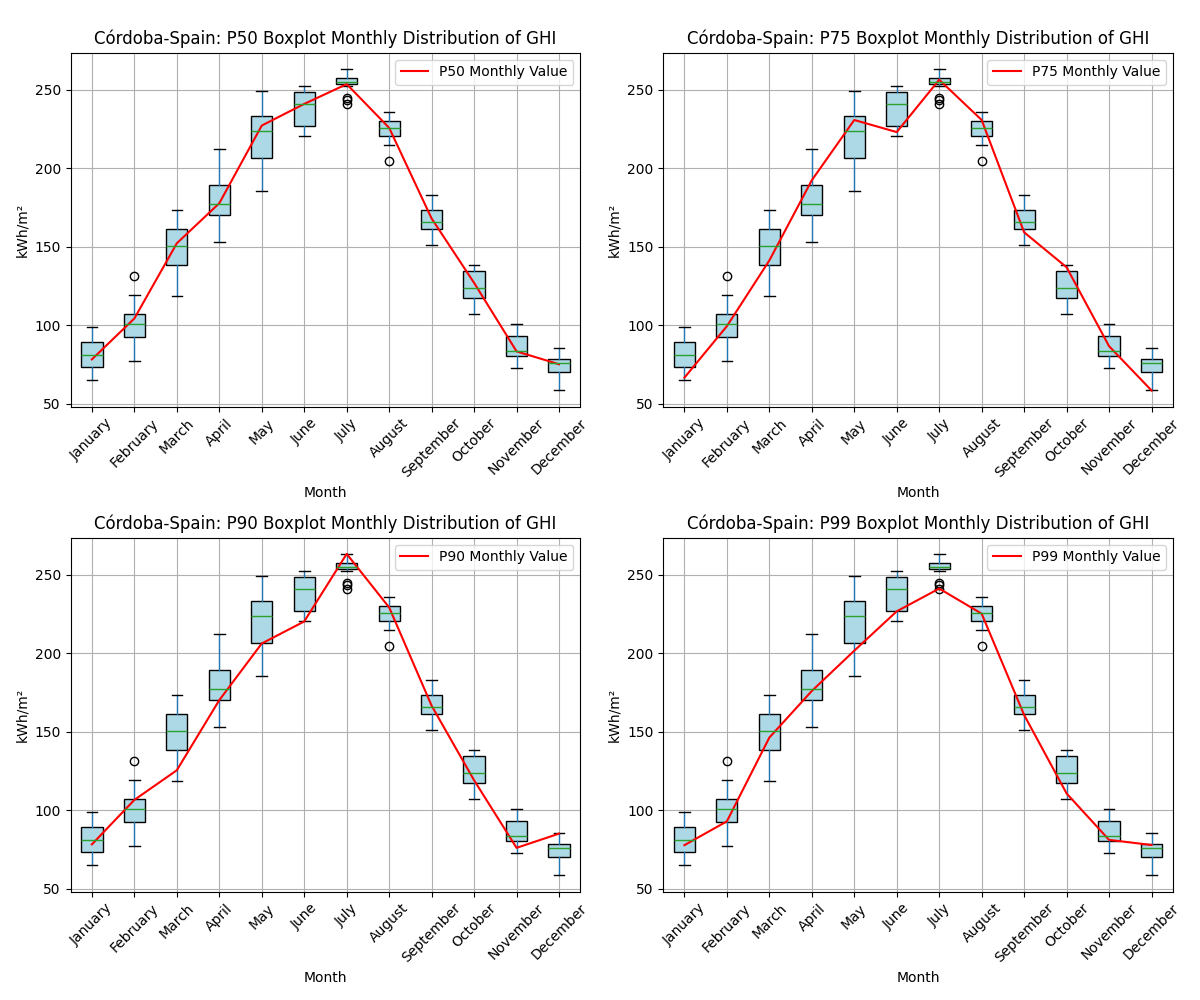 Córdoba-Spain: P50 Boxplot Monthly Distribution of GHI
P50 Monthly Value
250
200
150
100
50
kWh/m²
January
February
March
April
May
June
July
August
September
October
November
December
Month
Córdoba-Spain: P75 Boxplot Monthly Distribution of GHI
P75 Monthly Value
250
200
150
100
50
kWh/m²
January
February
March
April
May
June
July
August
September
October
November
December
Month
Córdoba-Spain: P90 Boxplot Monthly Distribution of GHI
P90 Monthly Value
250
200
150
100
50
kWh/m²
January
February
March
April
May
June
July
August
September
October
November
December
Month
Córdoba-Spain: P99 Boxplot Monthly Distribution of GHI
P99 Monthly Value
250
200
150
100
50
kWh/m²
January
February
March
April
May
June
July
August
September
October
November
December
Month